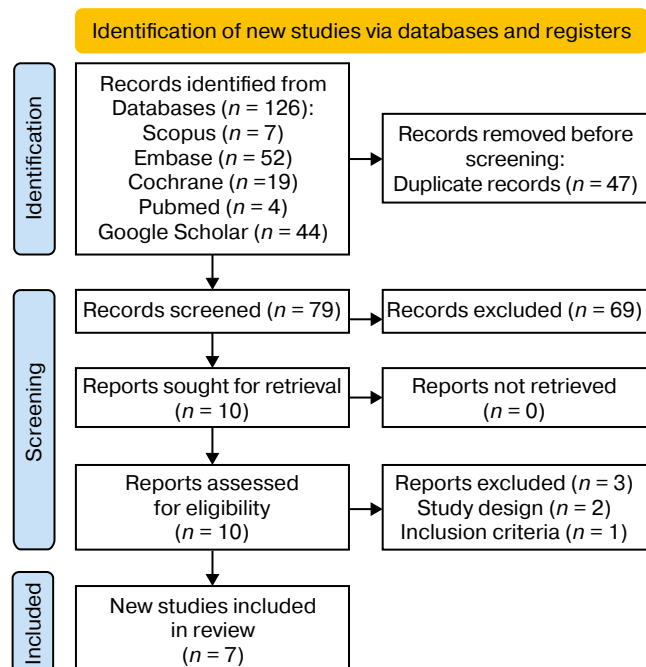 Identification of new studies via databases and registers
Identification
Records identified from
Databases (n = 126):
Scopus (n = 7)
Embase (n = 52)
Cochrane (n =19)
Pubmed (n = 4)
Google Scholar (n = 44)
Records removed before
screening:
Duplicate records (n = 47)
Screening
Records screened (n = 79)
Records excluded (n = 69)
Reports sought for retrieval
(n = 10)
Reports not retrieved
(n = 0)
Reports assessed
for eligibility
(n = 10)
Reports excluded (n = 3)
Study design (n = 2)
Inclusion criteria (n = 1)
Included
New studies included
in review
(n = 7)